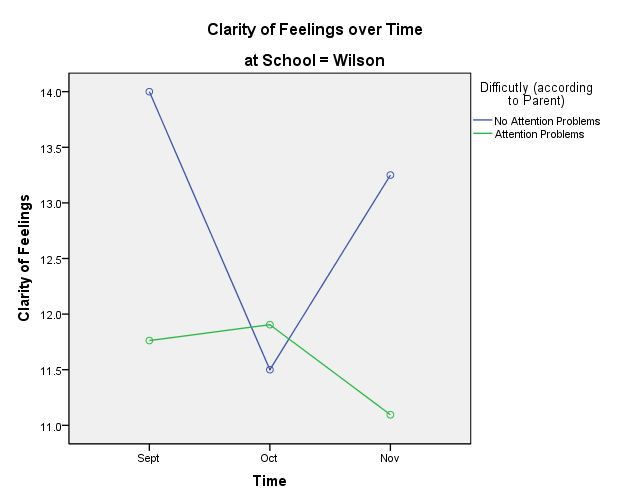 Clarity of Feelings over Time
at School = Wilson
Difficutly (according
to Parent)
No Attention Problems
Attention Problems
Clarity of Feelings
14.0
13.5
13.0
12.5
12.0
11.5
11.0
Sept Oct Nov
Time